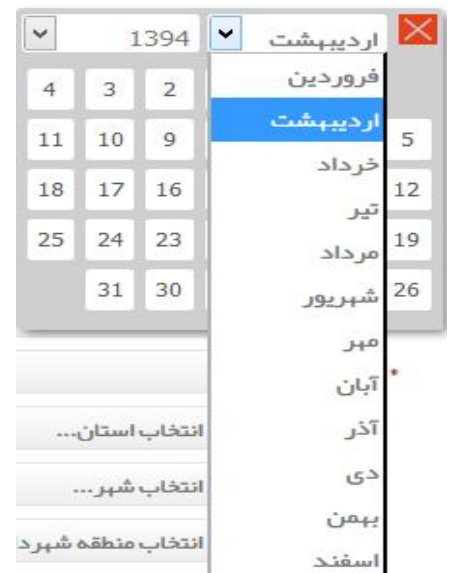 اردیبهشت 1394
فروردین
اردیبهشت
خرداد
تیر
مرداد
شهریور
مهر
آبان
آذر
دی
بهمن
اسفند
2 3 4
5 9 10 11
12 16 17 18
19 23 24 25
26 30 31
*
انتخاب استان...
انتخاب شهر...
انتخاب منطقه